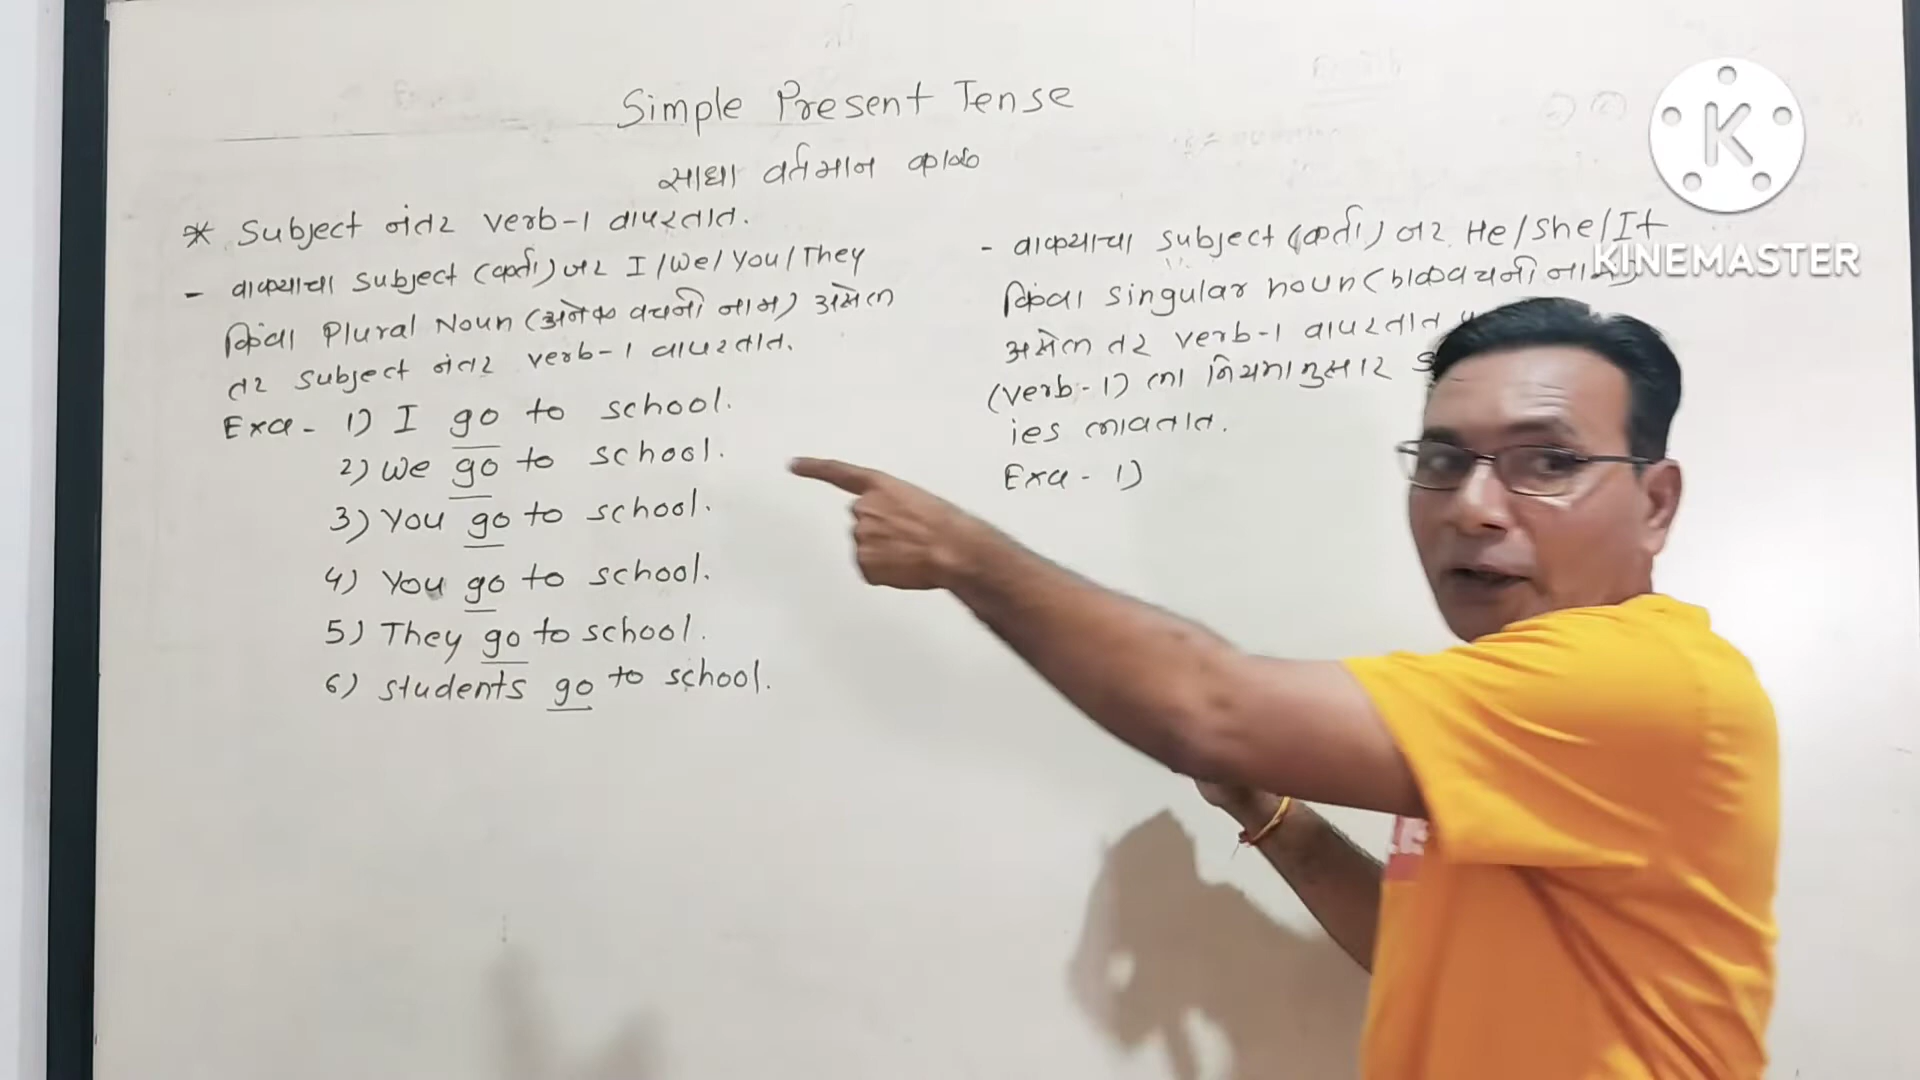 Simple Present Tense
साधा वर्तमान काळ
* Subject नंतर verb-1 वापरतात.
- वाक्याचा subject (कर्ता) जर I/We/You/They
किंवा Plural Noun (अनेक वचनी नाम) असेल
तर subject नंतर verb-1 वापरतात.
Exa - 1) I go to school.
2) We go to school.
3) You go to school.
4) You go to school.
5) They go to school.
6) students go to school.
- वाक्याचा subject (कर्ता) जर He/She/It
किंवा singular noun (एकवचनी नाम)
असेल तर verb-1 वापरतात
(verb-1) ला नियमानुसार
ies लावतात.
Exa - 1)
K
KINEMASTER